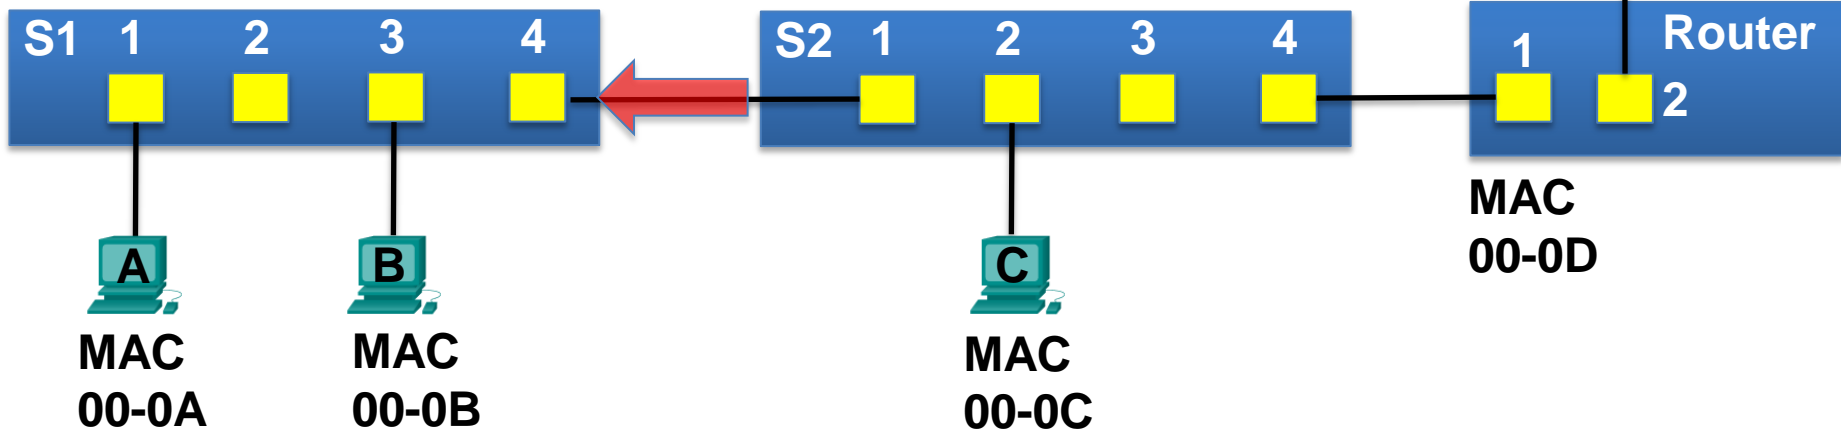 S1 1 2 3 4
S2 1 2 3 4
1 Router
2
A
MAC
00-0A
B
MAC
00-0B
C
MAC
00-0C
MAC
00-0D